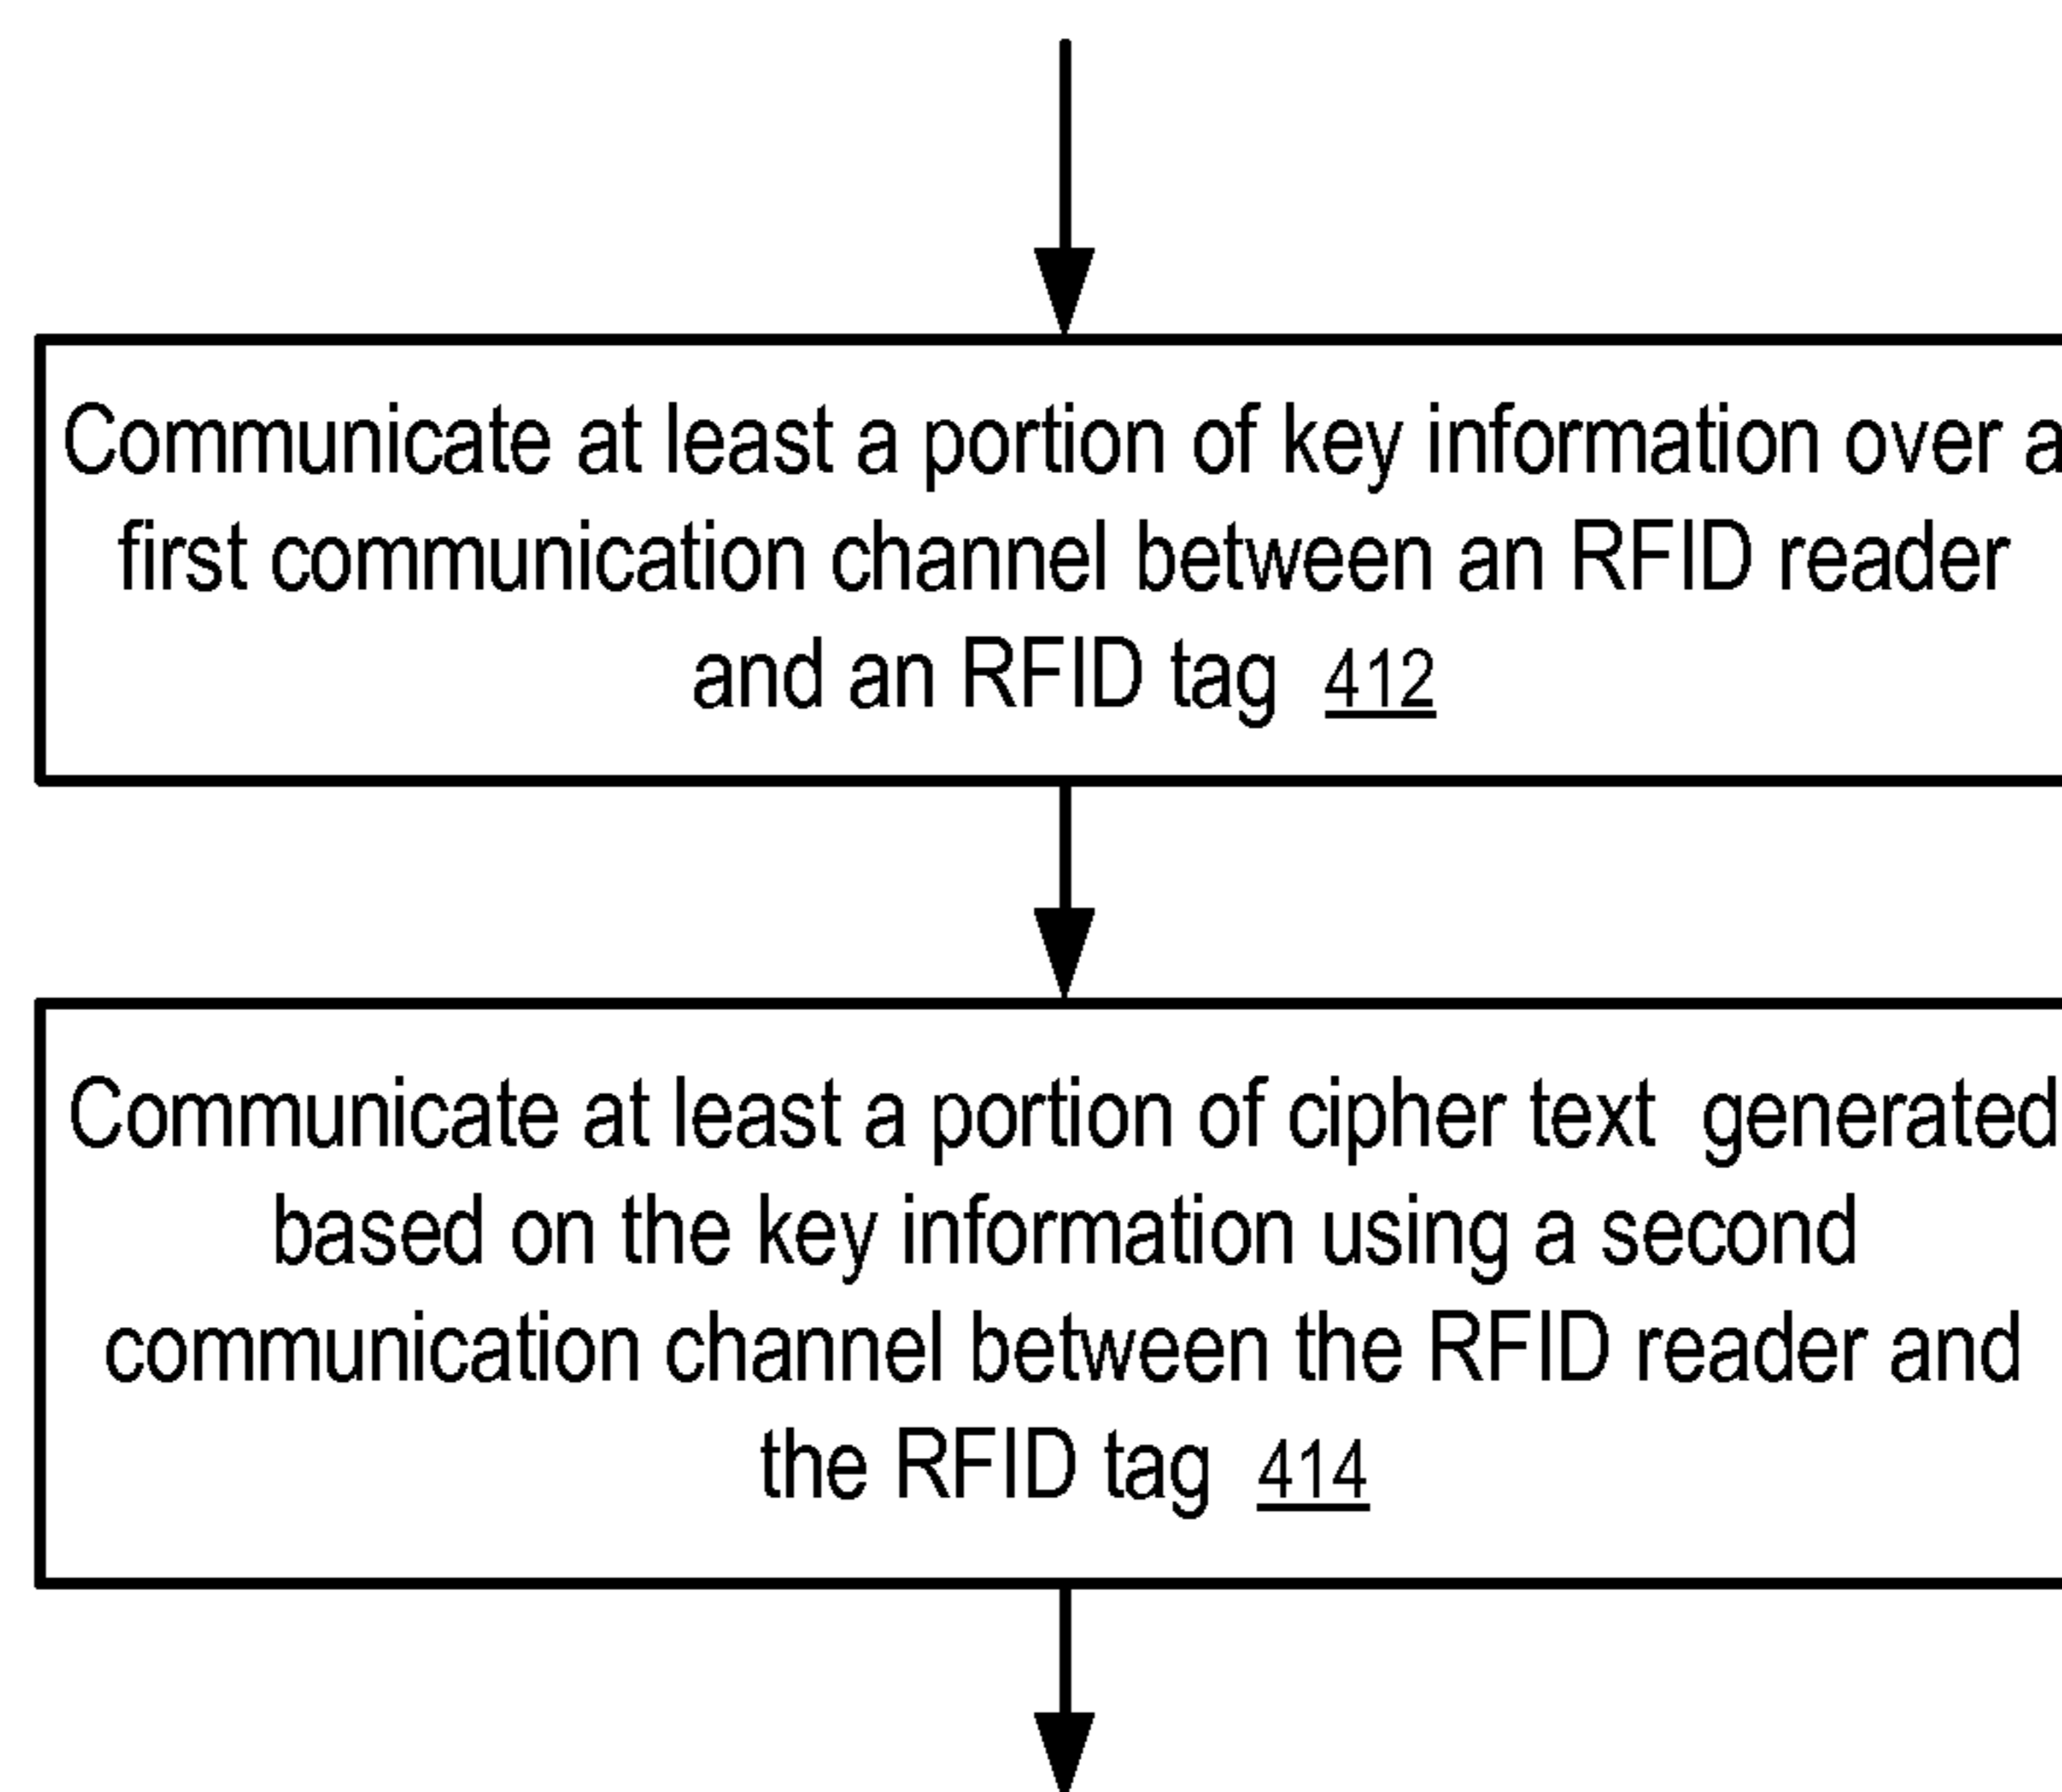 Communicate at least a portion of key information over a
first communication channel between an RFID reader
and an RFID tag 412
Communicate at least a portion of cipher text generated
based on the key information using a second
communication channel between the RFID reader and
the RFID tag 414